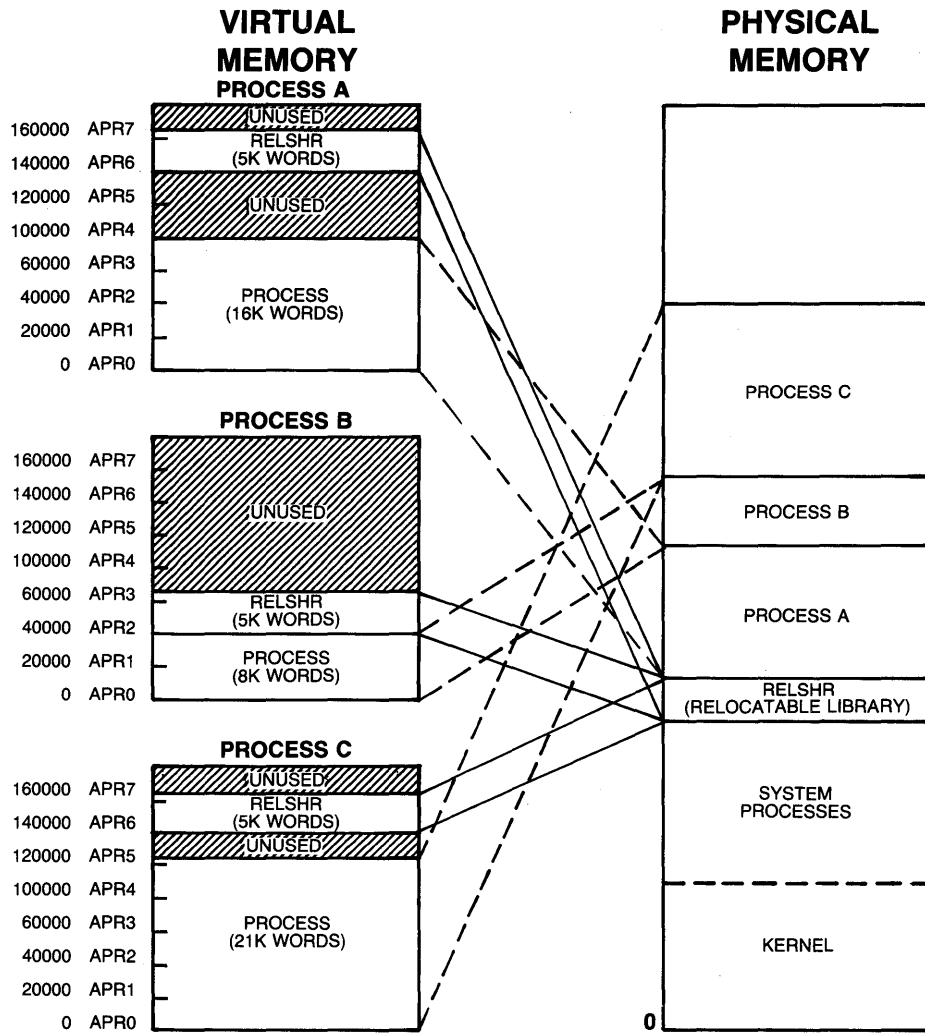 VIRTUAL
MEMORY
PROCESS A
UNUSED
160000 APR7
RELSHR
(5K WORDS)
140000 APR6
120000 APR5
UNUSED
100000 APR4
60000 APR3
40000 APR2
PROCESS
(16K WORDS)
20000 APR1
0 APR0
PROCESS B
160000 APR7
140000 APR6
UNUSED
120000 APR5
100000 APR4
60000 APR3
RELSHR
(5K WORDS)
40000 APR2
20000 APR1
PROCESS
(8K WORDS)
0 APR0
PROCESS C
UNUSED
160000 APR7
RELSHR
(5K WORDS)
140000 APR6
UNUSED
120000 APR5
100000 APR4
60000 APR3
PROCESS
(21K WORDS)
40000 APR2
20000 APR1
0 APR0
PHYSICAL
MEMORY
PROCESS C
PROCESS B
PROCESS A
RELSHR
(RELOCATABLE LIBRARY)
SYSTEM
PROCESSES
KERNEL
0